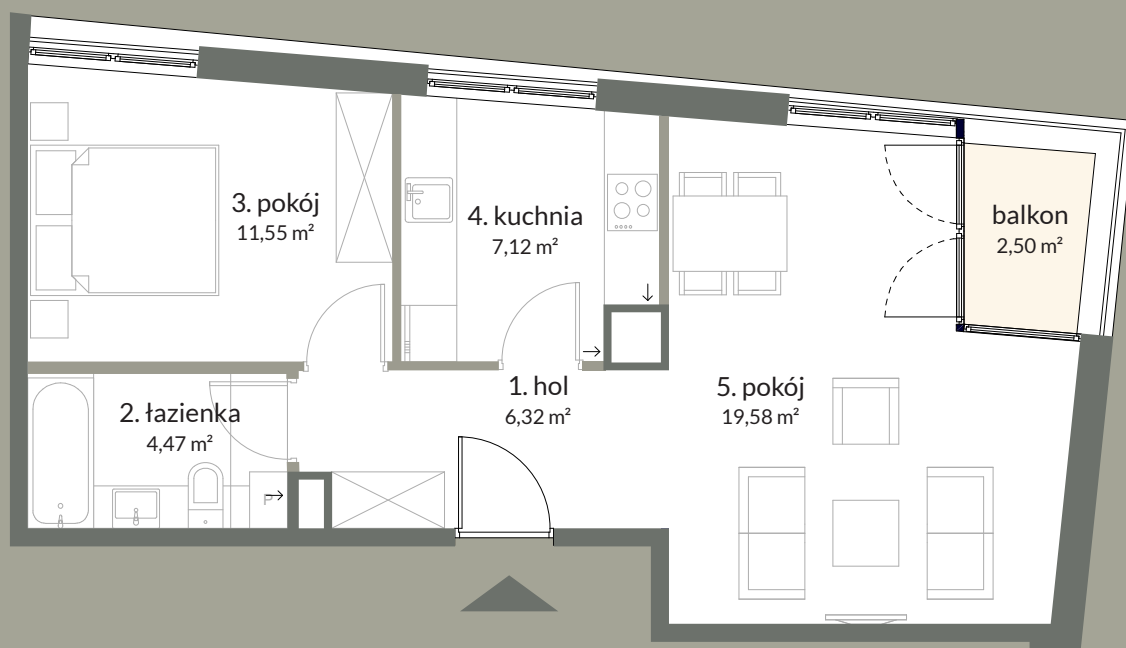 3. pokój
11,55 m²
4. kuchnia
7,12 m²
balkon
2,50 m²
1. hol
6,32 m²
5. pokój
19,58 m²
2. łazienka
4,47 m²
P